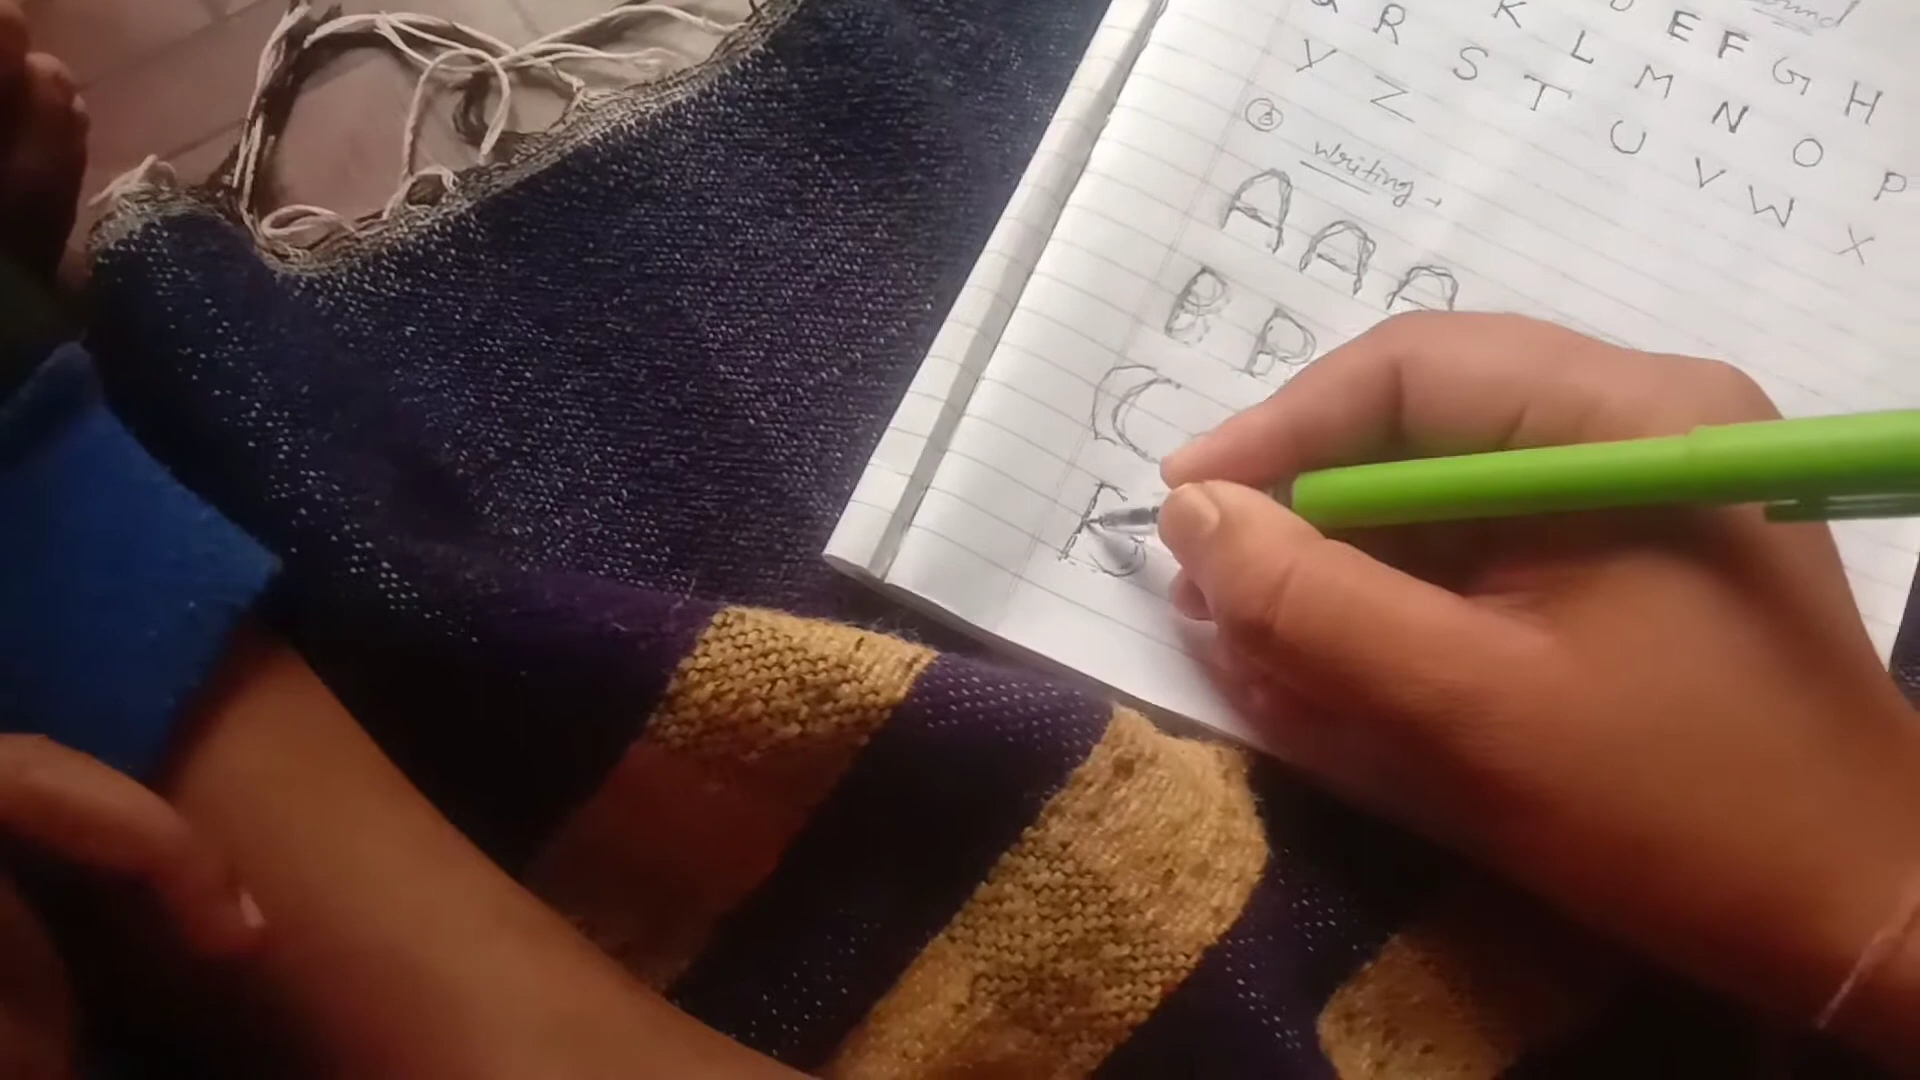 E F G H
K L M N O P
Q R S T U V W X
Y Z
③ Writing →
A A A
B B
C